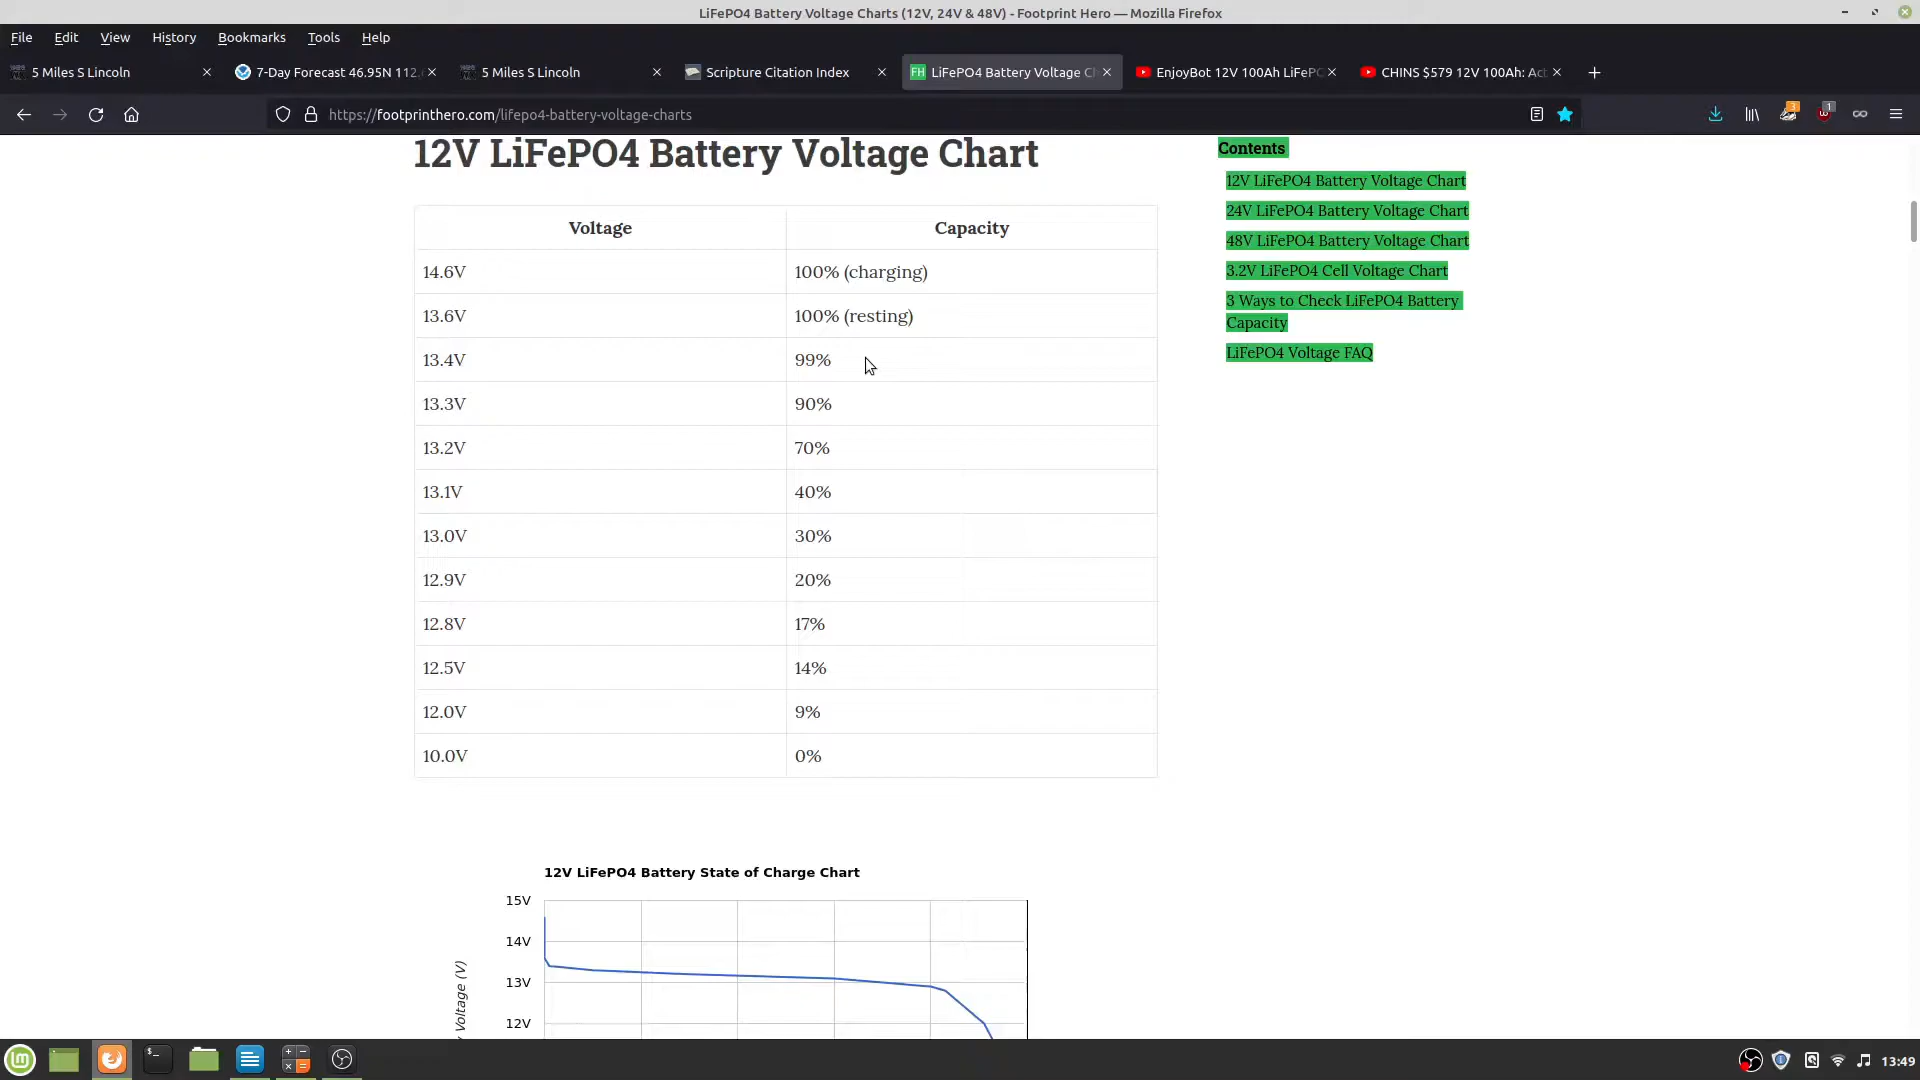 LiFePO4 Battery Voltage Charts (12V, 24V & 48V) - Footprint Hero — Mozilla Firefox
File Edit View History Bookmarks Tools Help
5 Miles S Lincoln
7-Day Forecast 46.95N 112.
5 Miles S Lincoln
Scripture Citation Index
FH LiFePO4 Battery Voltage C
EnjoyBot 12V 100Ah LiFePO
CHINS $579 12V 100Ah: Act
https://footprinthero.com/lifepo4-battery-voltage-charts
3
1
12V LiFePO4 Battery Voltage Chart
Voltage Capacity
14.6V 100% (charging)
13.6V 100% (resting)
13.4V 99%
13.3V 90%
13.2V 70%
13.1V 40%
13.0V 30%
12.9V 20%
12.8V 17%
12.5V 14%
12.0V 9%
10.0V 0%
Contents
12V LiFePO4 Battery Voltage Chart
24V LiFePO4 Battery Voltage Chart
48V LiFePO4 Battery Voltage Chart
3.2V LiFePO4 Cell Voltage Chart
3 Ways to Check LiFePO4 Battery
Capacity
LiFePO4 Voltage FAQ
12V LiFePO4 Battery State of Charge Chart
15V
14V
13V
12V
Voltage (V)
13:49